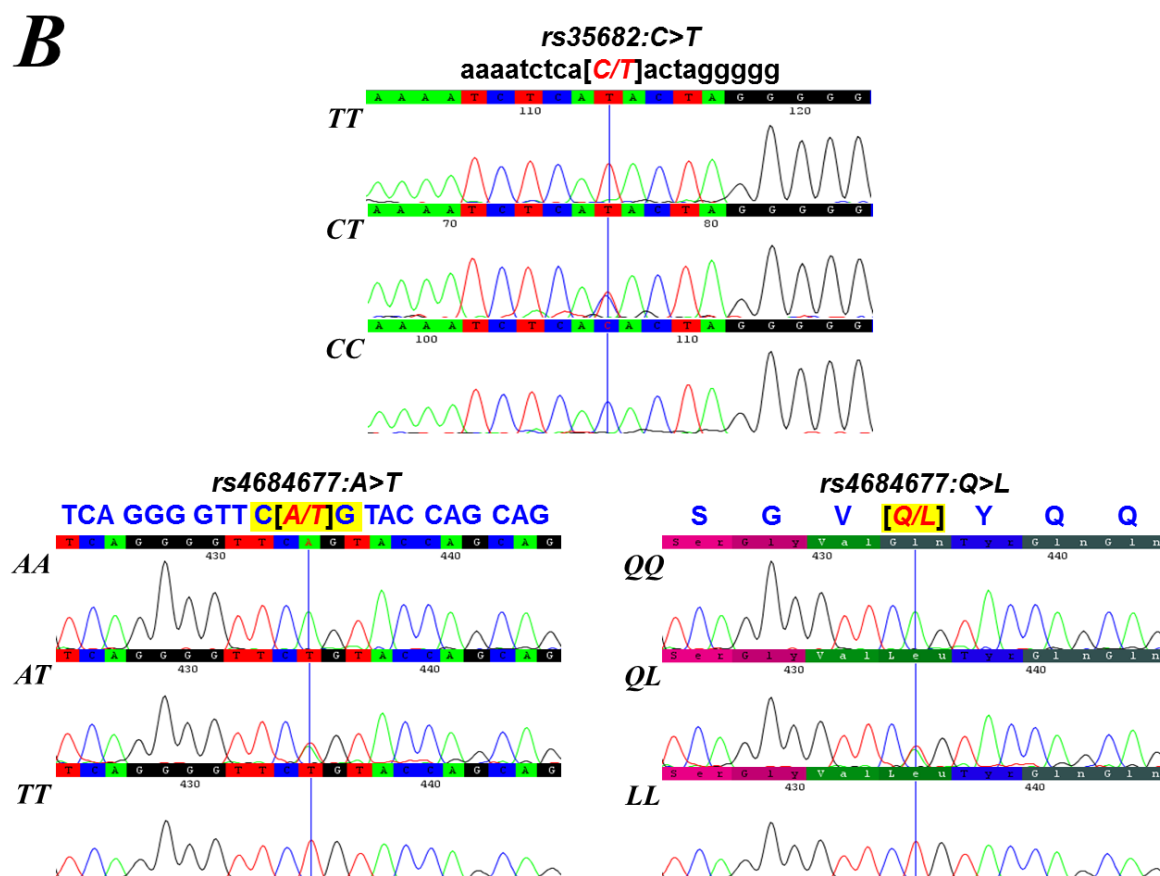 B
rs35682:C>T
aaaatctca[C/T]actaggggg
A A A A T C T C A T A C T A G G G G G
110 120
TT
A A A A T C T C A T A C T A G G G G G
70 80
CT
A A A A T C T C A C A C T A G G G G G
100 110
CC
rs4684677:A>T
TCA GGG GTT C[A/T]G TAC CAG CAG
T C A G G G G T T C A G T A C C A G C A G
430 440
AA
T C A G G G G T T C T G T A C C A G C A G
430 440
AT
T C A G G G G T T C T G T A C C A G C A G
430 440
TT
rs4684677:Q>L
S G V [Q/L] Y Q Q
S e r G l y V a l G l n T y r G l n G l n
430 440
QQ
S e r G l y V a l L e u T y r G l n G l n
430 440
QL
S e r G l y V a l L e u T y r G l n G l n
430 440
LL